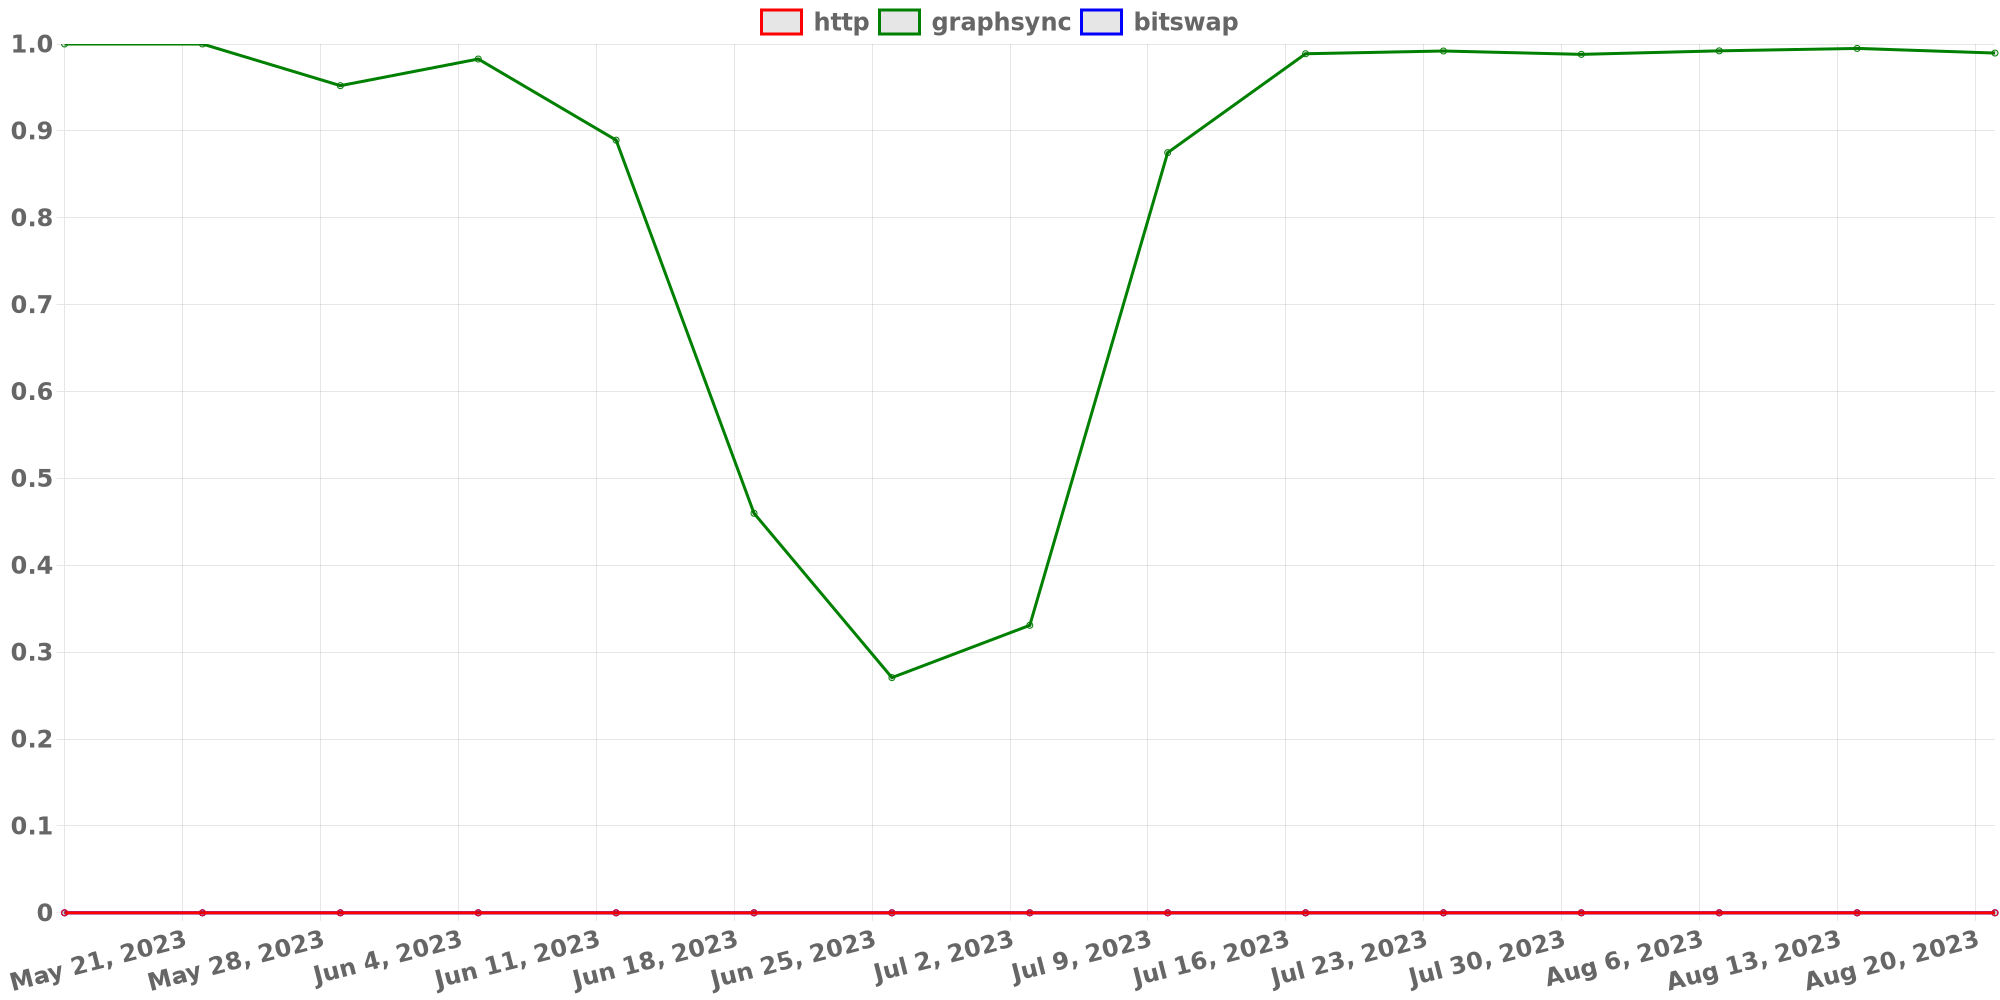 http graphsync bitswap
1.0
0.9
0.8
0.7
0.6
0.5
0.4
0.3
0.2
0.1
0
May 21, 2023
May 28, 2023
Jun 4, 2023
Jun 11, 2023
Jun 18, 2023
Jun 25, 2023
Jul 2, 2023
Jul 9, 2023
Jul 16, 2023
Jul 23, 2023
Jul 30, 2023
Aug 6, 2023
Aug 13, 2023
Aug 20, 2023